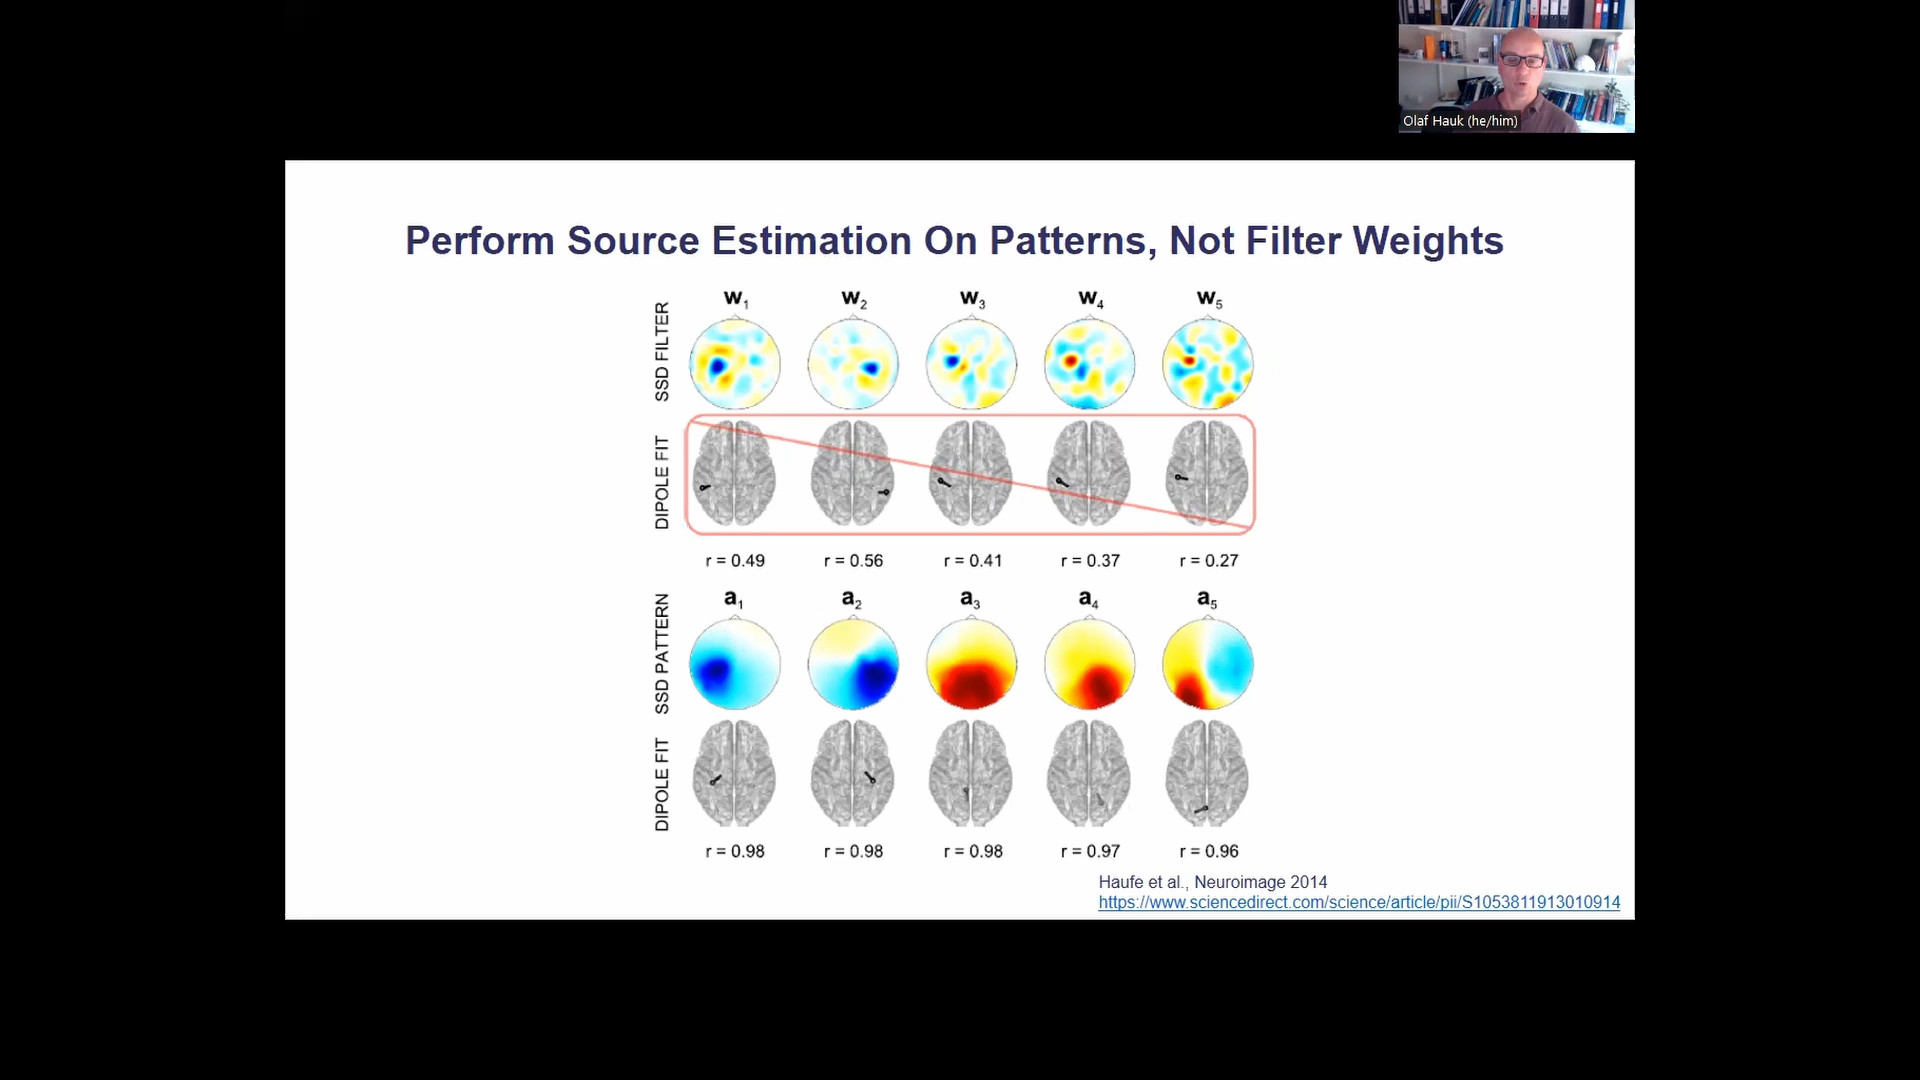 Olaf Hauk (he/him)
Perform Source Estimation On Patterns, Not Filter Weights
w1 w2 w3 w4 w5
SSD FILTER
DIPOLE FIT
r = 0.49 r = 0.56 r = 0.41 r = 0.37 r = 0.27
a1 a2 a3 a4 a5
SSD PATTERN
DIPOLE FIT
r = 0.98 r = 0.98 r = 0.98 r = 0.97 r = 0.96
Haufe et al., Neuroimage 2014
https://www.sciencedirect.com/science/article/pii/S1053811913010914